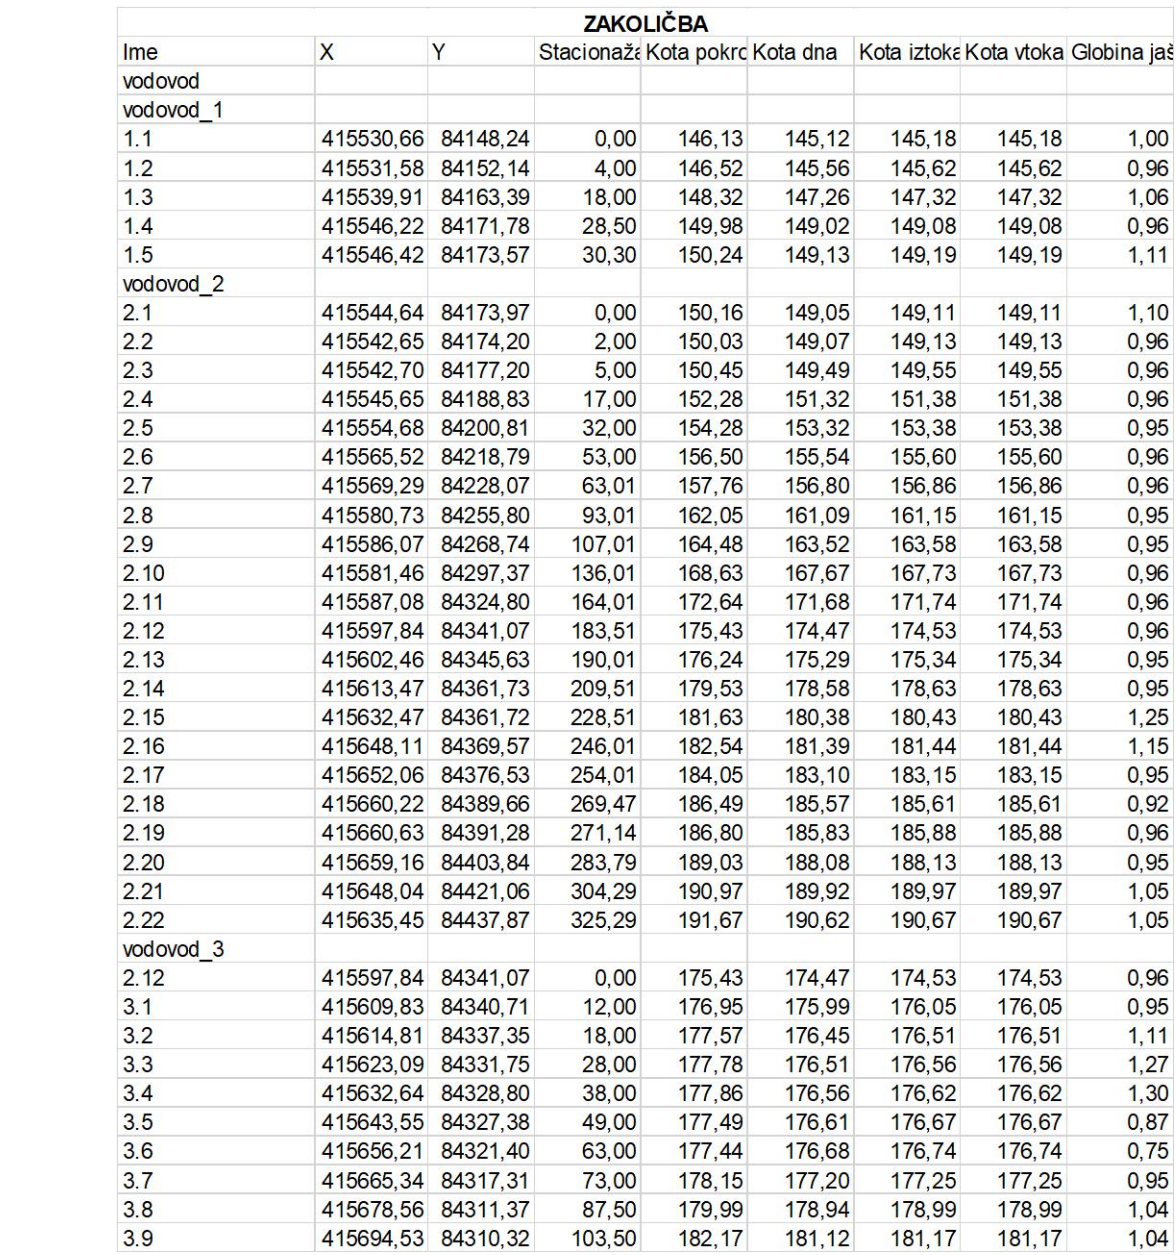 ZAKOLIČBA
Ime X Y Stacionaža Kota pokro Kota dna Kota iztoka Kota vtoka Globina jaš
vodovod
vodovod_1
1.1 415530,66 84148,24 0,00 146,13 145,12 145,18 145,18 1,00
1.2 415531,58 84152,14 4,00 146,52 145,56 145,62 145,62 0,96
1.3 415539,91 84163,39 18,00 148,32 147,26 147,32 147,32 1,06
1.4 415546,22 84171,78 28,50 149,98 149,02 149,08 149,08 0,96
1.5 415546,42 84173,57 30,30 150,24 149,13 149,19 149,19 1,11
vodovod_2
2.1 415544,64 84173,97 0,00 150,16 149,05 149,11 149,11 1,10
2.2 415542,65 84174,20 2,00 150,03 149,07 149,13 149,13 0,96
2.3 415542,70 84177,20 5,00 150,45 149,49 149,55 149,55 0,96
2.4 415545,65 84188,83 17,00 152,28 151,32 151,38 151,38 0,96
2.5 415554,68 84200,81 32,00 154,28 153,32 153,38 153,38 0,95
2.6 415565,52 84218,79 53,00 156,50 155,54 155,60 155,60 0,96
2.7 415569,29 84228,07 63,01 157,76 156,80 156,86 156,86 0,96
2.8 415580,73 84255,80 93,01 162,05 161,09 161,15 161,15 0,95
2.9 415586,07 84268,74 107,01 164,48 163,52 163,58 163,58 0,95
2.10 415581,46 84297,37 136,01 168,63 167,67 167,73 167,73 0,96
2.11 415587,08 84324,80 164,01 172,64 171,68 171,74 171,74 0,96
2.12 415597,84 84341,07 183,51 175,43 174,47 174,53 174,53 0,96
2.13 415602,46 84345,63 190,01 176,24 175,29 175,34 175,34 0,95
2.14 415613,47 84361,73 209,51 179,53 178,58 178,63 178,63 0,95
2.15 415632,47 84361,72 228,51 181,63 180,38 180,43 180,43 1,25
2.16 415648,11 84369,57 246,01 182,54 181,39 181,44 181,44 1,15
2.17 415652,06 84376,53 254,01 184,05 183,10 183,15 183,15 0,95
2.18 415660,22 84389,66 269,47 186,49 185,57 185,61 185,61 0,92
2.19 415660,63 84391,28 271,14 186,80 185,83 185,88 185,88 0,96
2.20 415659,16 84403,84 283,79 189,03 188,08 188,13 188,13 0,95
2.21 415648,04 84421,06 304,29 190,97 189,92 189,97 189,97 1,05
2.22 415635,45 84437,87 325,29 191,67 190,62 190,67 190,67 1,05
vodovod_3
2.12 415597,84 84341,07 0,00 175,43 174,47 174,53 174,53 0,96
3.1 415609,83 84340,71 12,00 176,95 175,99 176,05 176,05 0,95
3.2 415614,81 84337,35 18,00 177,57 176,45 176,51 176,51 1,11
3.3 415623,09 84331,75 28,00 177,78 176,51 176,56 176,56 1,27
3.4 415632,64 84328,80 38,00 177,86 176,56 176,62 176,62 1,30
3.5 415643,55 84327,38 49,00 177,49 176,61 176,67 176,67 0,87
3.6 415656,21 84321,40 63,00 177,44 176,68 176,74 176,74 0,75
3.7 415665,34 84317,31 73,00 178,15 177,20 177,25 177,25 0,95
3.8 415678,56 84311,37 87,50 179,99 178,94 178,99 178,99 1,04
3.9 415694,53 84310,32 103,50 182,17 181,12 181,17 181,17 1,04